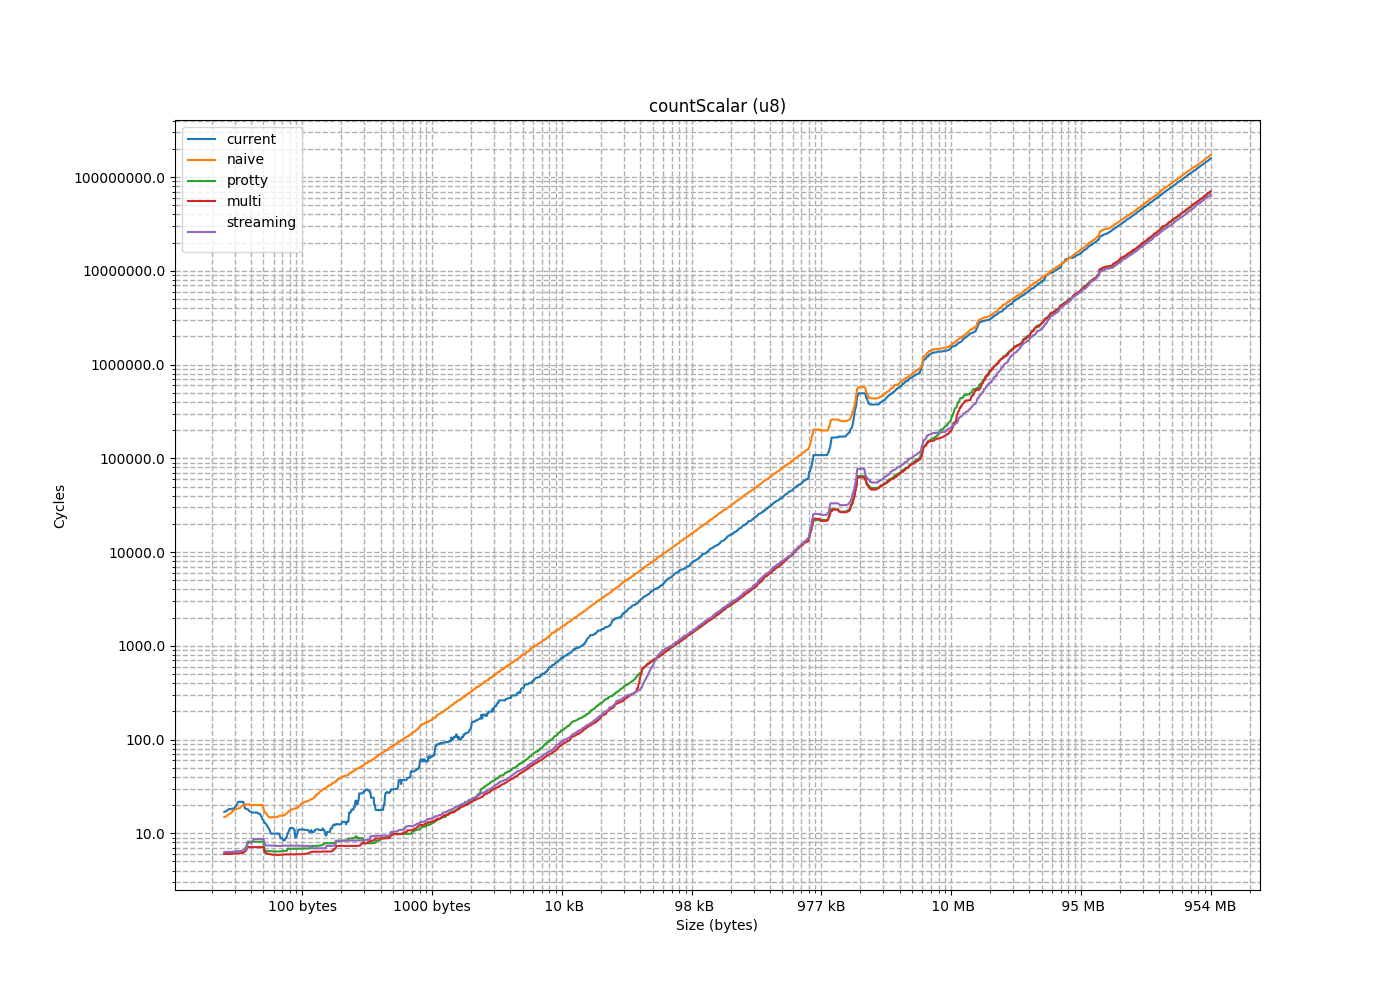 countScalar (u8)
current
naive
protty
multi
streaming
100000000.0
10000000.0
1000000.0
100000.0
10000.0
1000.0
100.0
10.0
Cycles
100 bytes 1000 bytes 10 kB 98 kB 977 kB 10 MB 95 MB 954 MB
Size (bytes)